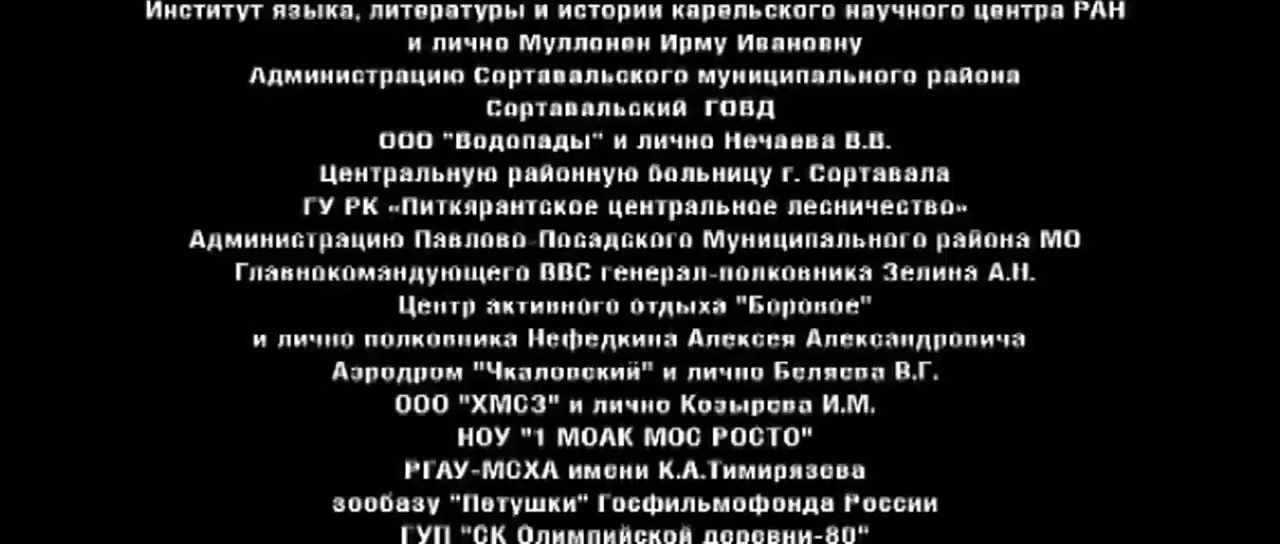 Институт языка, литературы и истории карельского научного центра РАН
и лично Муллонен Ирму Ивановну
Администрацию Сортавальского муниципального района
Сортавальский ГОВД
ООО "Водопады" и лично Нечаева В.В.
Центральную районную больницу г. Сортавала
ГУ РК «Питкярантское центральное лесничество»
Администрацию Павлово-Посадского Муниципального района МО
Главнокомандующего ВВС генерал-полковника Зелина А.Н.
Центр активного отдыха "Боровое"
и лично полковника Нефедкина Алексея Александровича
Аэродром "Чкаловский" и лично Беляева В.Г.
ООО "ХМСЗ" и лично Козырева И.М.
НОУ "1 МОАК МОС РОСТО"
РГАУ-МСХА имени К.А.Тимирязева
зообазу "Петушки" Госфильмофонда России
ГУП "СК Олимпийской деревни-80"